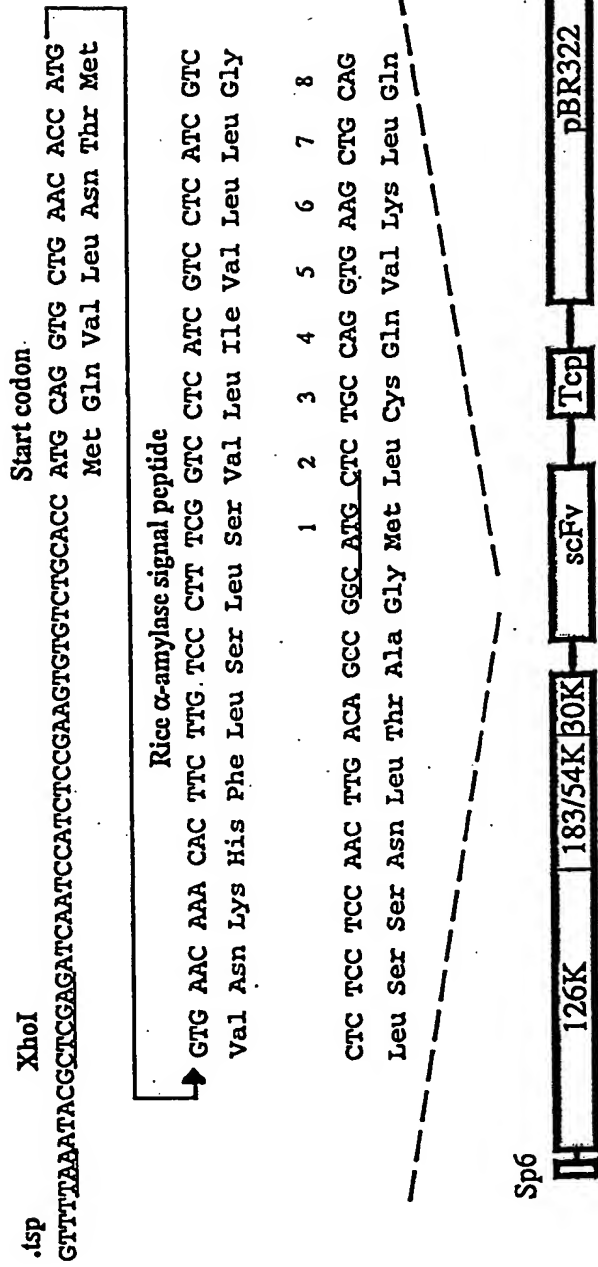 .tsp XhoI Start codon
GTTTTAAATACGCTCGAGATCAATCCATCTCCGAAGTGTGTCTGCACC ATG CAG GTG CTG AAC ACC ATG
Met Gln Val Leu Asn Thr Met
Rice α-amylase signal peptide
GTG AAC AAA CAC TTC TTG TCC CTT TCG GTC CTC ATC GTC CTC ATC GTC
Val Asn Lys His Phe Leu Ser Leu Ser Val Leu Ile Val Leu Leu Gly
1 2 3 4 5 6 7 8
CTC TCC TCC AAC TTG ACA GCC GGC ATG CTC TGC CAG GTG AAG CTG CAG
Leu Ser Ser Asn Leu Thr Ala Gly Met Leu Cys Gln Val Lys Leu Gln
Sp6
126K 183/54K 30K scFv Tcp pBR322